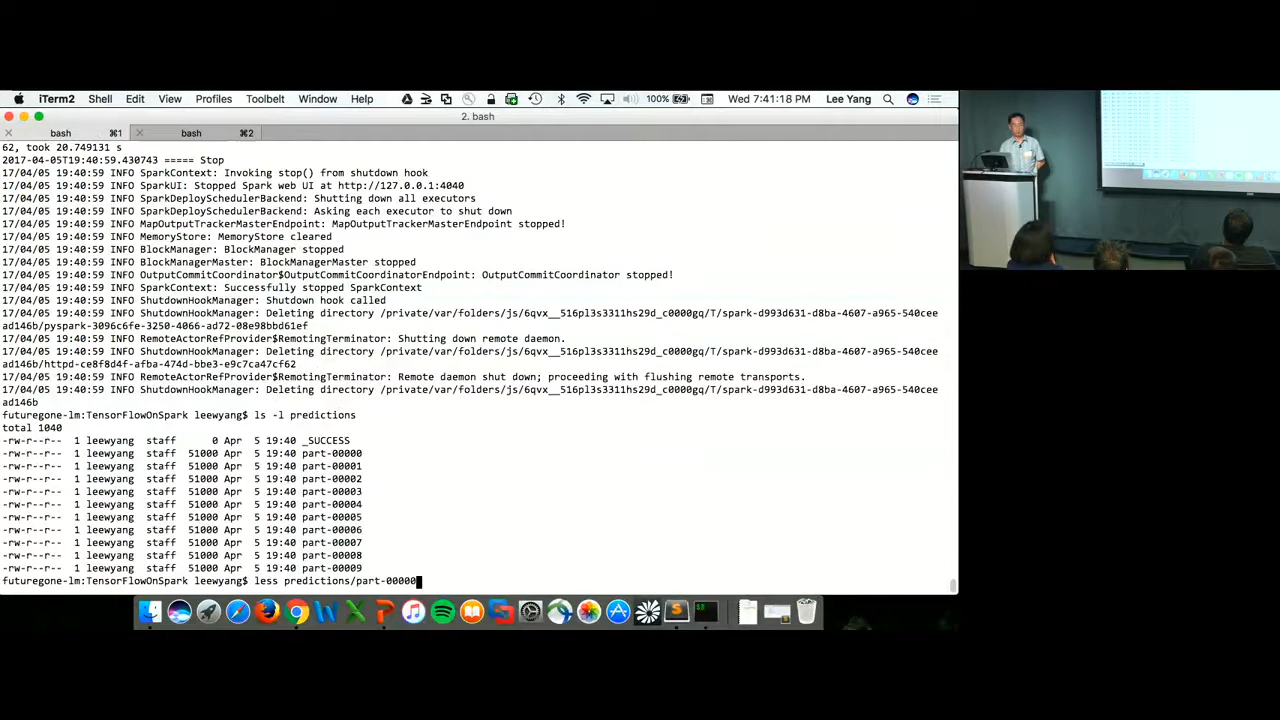 iTerm2 Shell Edit View Profiles Toolbelt Window Help 100% Wed 7:41:18 PM Lee Yang
2. bash
bash ⌘1 bash ⌘2
62, took 20.749131 s
2017-04-05T19:40:59.430743 ===== Stop
17/04/05 19:40:59 INFO SparkContext: Invoking stop() from shutdown hook
17/04/05 19:40:59 INFO SparkUI: Stopped Spark web UI at http://127.0.0.1:4040
17/04/05 19:40:59 INFO SparkDeploySchedulerBackend: Shutting down all executors
17/04/05 19:40:59 INFO SparkDeploySchedulerBackend: Asking each executor to shut down
17/04/05 19:40:59 INFO MapOutputTrackerMasterEndpoint: MapOutputTrackerMasterEndpoint stopped!
17/04/05 19:40:59 INFO MemoryStore: MemoryStore cleared
17/04/05 19:40:59 INFO BlockManager: BlockManager stopped
17/04/05 19:40:59 INFO BlockManagerMaster: BlockManagerMaster stopped
17/04/05 19:40:59 INFO OutputCommitCoordinator$OutputCommitCoordinatorEndpoint: OutputCommitCoordinator stopped!
17/04/05 19:40:59 INFO SparkContext: Successfully stopped SparkContext
17/04/05 19:40:59 INFO ShutdownHookManager: Shutdown hook called
17/04/05 19:40:59 INFO ShutdownHookManager: Deleting directory /private/var/folders/js/6qvx__516pl3s3311hs29d_c0000gq/T/spark-d993d631-d8ba-4607-a965-540cee
ad146b/pyspark-3096c6fe-3250-4066-ad72-08e98bbd61ef
17/04/05 19:40:59 INFO RemoteActorRefProvider$RemotingTerminator: Shutting down remote daemon.
17/04/05 19:40:59 INFO ShutdownHookManager: Deleting directory /private/var/folders/js/6qvx__516pl3s3311hs29d_c0000gq/T/spark-d993d631-d8ba-4607-a965-540cee
ad146b/httpd-ce8f8d4f-afba-474d-bbe3-e9c7ca47cf62
17/04/05 19:40:59 INFO RemoteActorRefProvider$RemotingTerminator: Remote daemon shut down; proceeding with flushing remote transports.
17/04/05 19:40:59 INFO ShutdownHookManager: Deleting directory /private/var/folders/js/6qvx__516pl3s3311hs29d_c0000gq/T/spark-d993d631-d8ba-4607-a965-540cee
ad146b
futuregone-lm:TensorFlowOnSpark leewyang$ ls -l predictions
total 1040
-rw-r--r-- 1 leewyang staff 0 Apr 5 19:40 _SUCCESS
-rw-r--r-- 1 leewyang staff 51000 Apr 5 19:40 part-00000
-rw-r--r-- 1 leewyang staff 51000 Apr 5 19:40 part-00001
-rw-r--r-- 1 leewyang staff 51000 Apr 5 19:40 part-00002
-rw-r--r-- 1 leewyang staff 51000 Apr 5 19:40 part-00003
-rw-r--r-- 1 leewyang staff 51000 Apr 5 19:40 part-00004
-rw-r--r-- 1 leewyang staff 51000 Apr 5 19:40 part-00005
-rw-r--r-- 1 leewyang staff 51000 Apr 5 19:40 part-00006
-rw-r--r-- 1 leewyang staff 51000 Apr 5 19:40 part-00007
-rw-r--r-- 1 leewyang staff 51000 Apr 5 19:40 part-00008
-rw-r--r-- 1 leewyang staff 51000 Apr 5 19:40 part-00009
futuregone-lm:TensorFlowOnSpark leewyang$ less predictions/part-00000